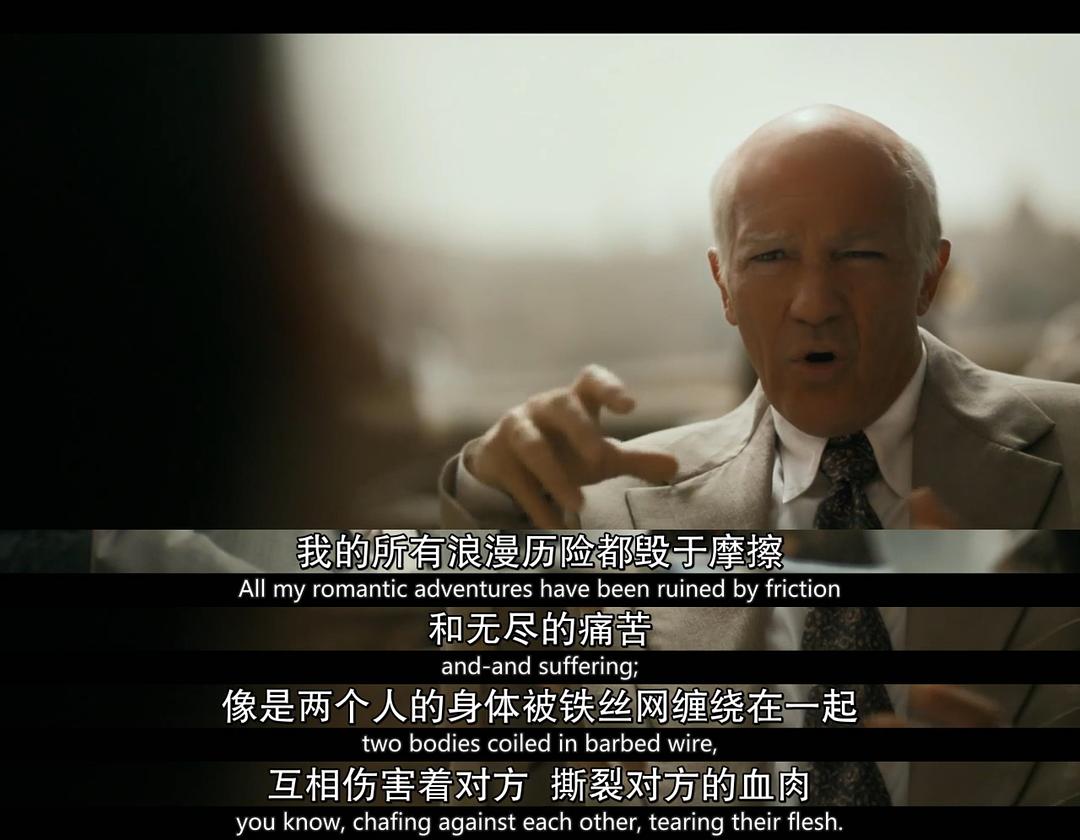 我的所有浪漫历险都毁于摩擦
All my romantic adventures have been ruined by friction
和无尽的痛苦
and-and suffering;
像是两个人的身体被铁丝网缠绕在一起
two bodies coiled in barbed wire,
互相伤害着对方 撕裂对方的血肉
you know, chafing against each other, tearing their flesh.